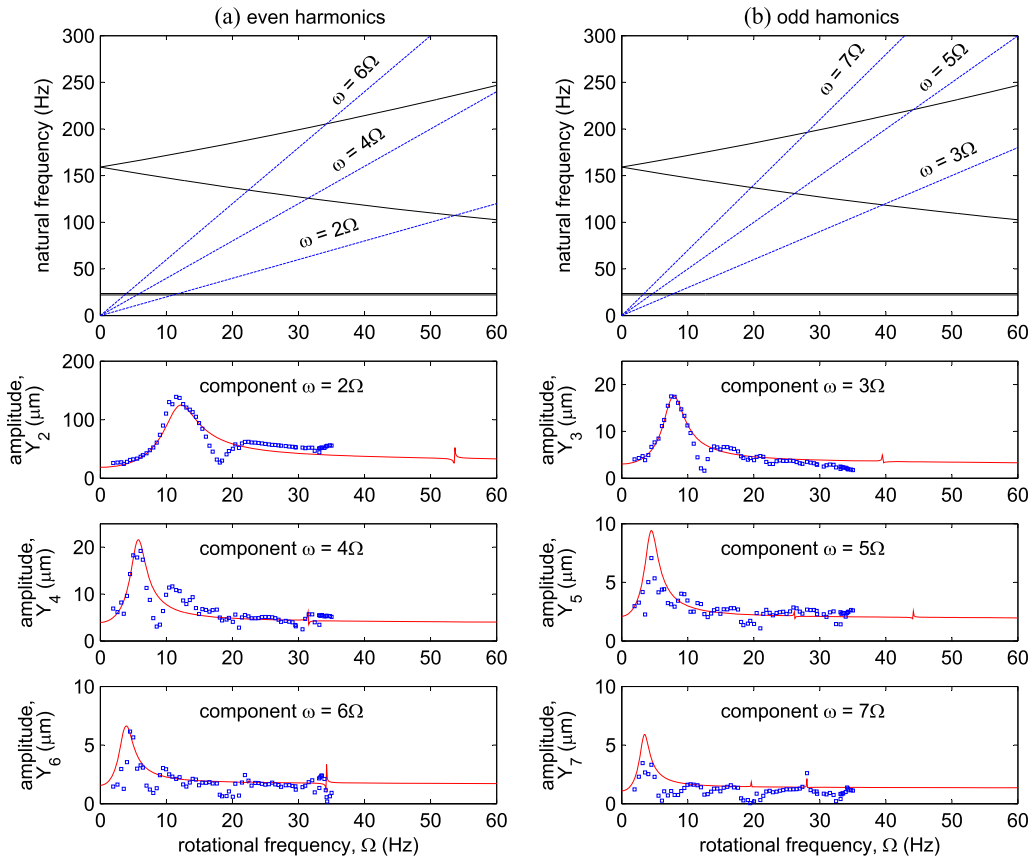 (a) even harmonics
300
250
200
150
100
50
0
natural frequency (Hz)
ω = 6Ω
ω = 4Ω
ω = 2Ω
0 10 20 30 40 50 60
200
100
0
amplitude,
Y2 (μm)
component ω = 2Ω
0 10 20 30 40 50 60
20
10
0
amplitude,
Y4 (μm)
component ω = 4Ω
0 10 20 30 40 50 60
10
5
0
amplitude,
Y6 (μm)
component ω = 6Ω
0 10 20 30 40 50 60
rotational frequency, Ω (Hz)
(b) odd hamonics
300
250
200
150
100
50
0
natural frequency (Hz)
ω = 7Ω
ω = 5Ω
ω = 3Ω
0 10 20 30 40 50 60
20
10
0
amplitude,
Y3 (μm)
component ω = 3Ω
0 10 20 30 40 50 60
10
5
0
amplitude,
Y5 (μm)
component ω = 5Ω
0 10 20 30 40 50 60
10
5
0
amplitude,
Y7 (μm)
component ω = 7Ω
0 10 20 30 40 50 60
rotational frequency, Ω (Hz)